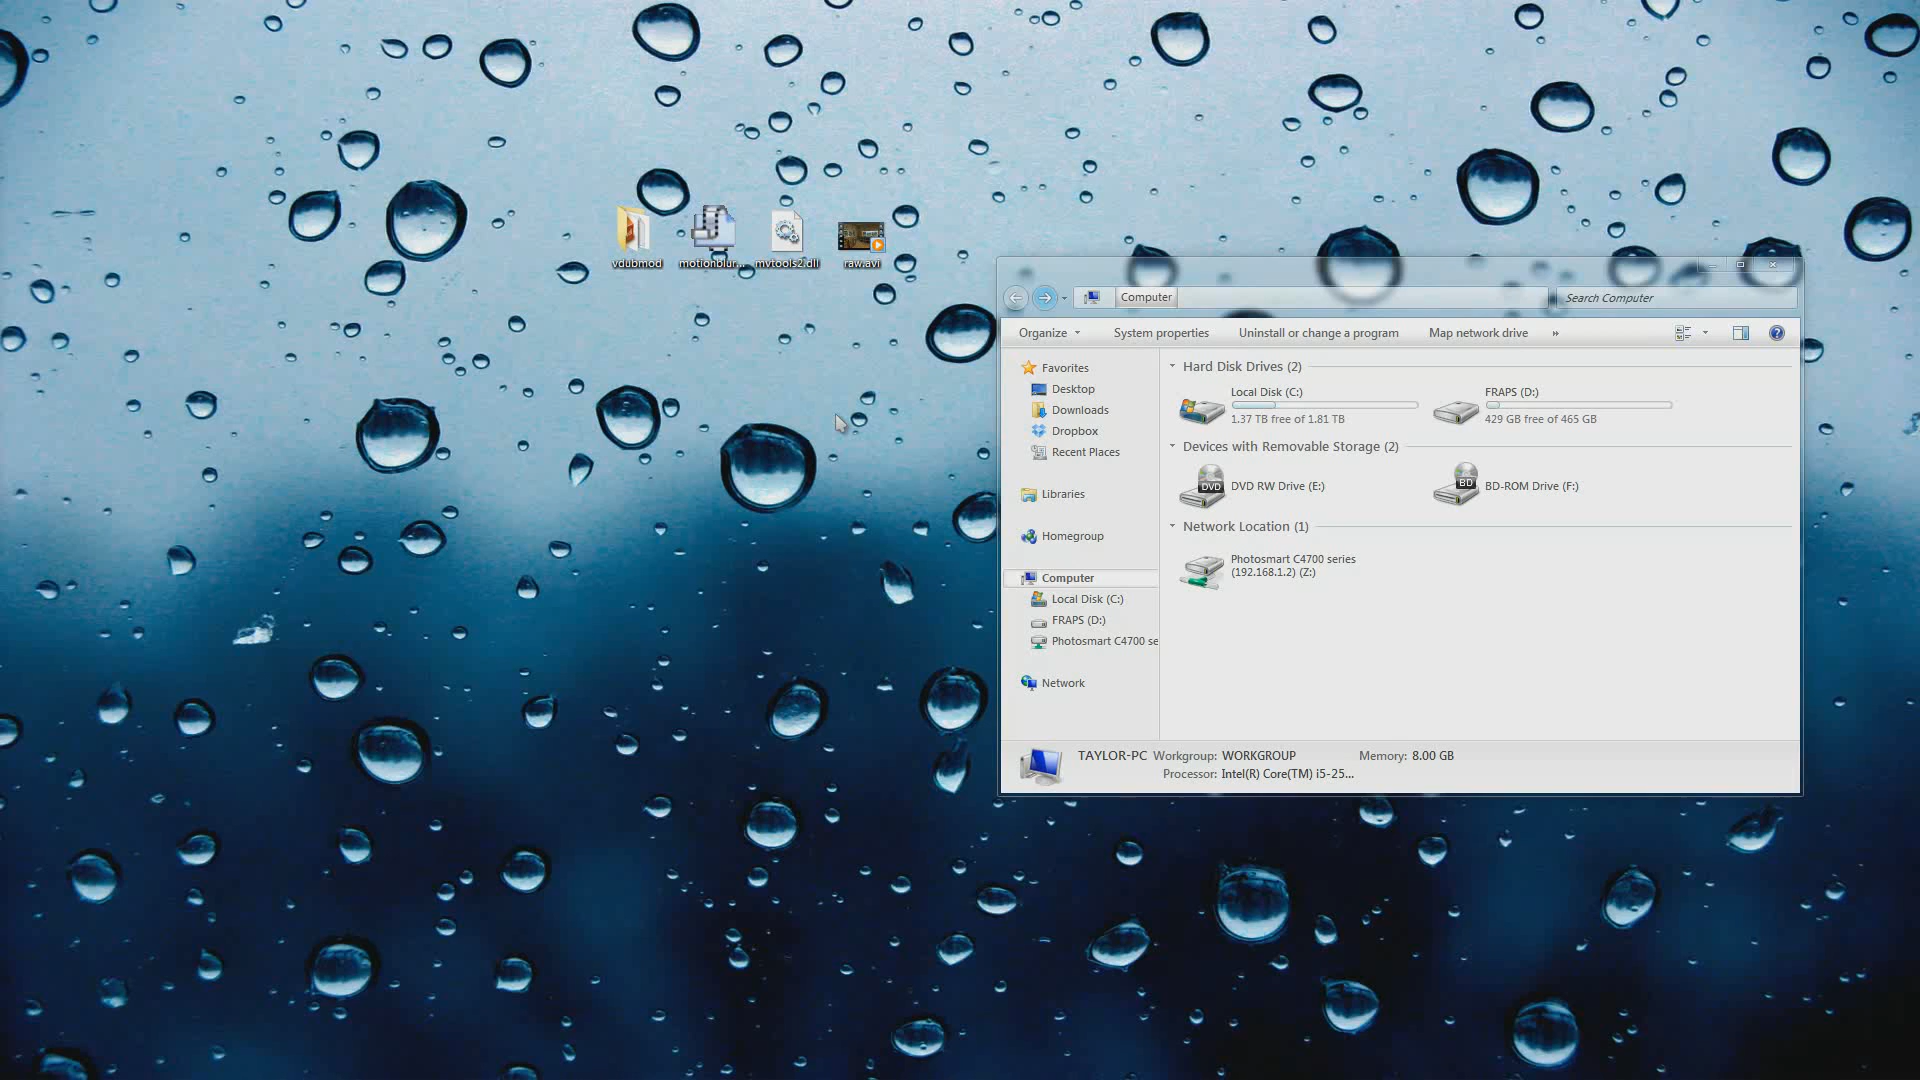 vdubmod
motionblur...
mvtools2.dll
raw.avi
Computer
Search Computer
Organize
System properties
Uninstall or change a program
Map network drive
»
Favorites
Desktop
Downloads
Dropbox
Recent Places
Libraries
Homegroup
Computer
Local Disk (C:)
FRAPS (D:)
Photosmart C4700 se
Network
Hard Disk Drives (2)
Local Disk (C:)
1.37 TB free of 1.81 TB
FRAPS (D:)
429 GB free of 465 GB
Devices with Removable Storage (2)
DVD
DVD RW Drive (E:)
BD
BD-ROM Drive (F:)
Network Location (1)
Photosmart C4700 series
(192.168.1.2) (Z:)
TAYLOR-PC Workgroup: WORKGROUP Memory: 8.00 GB
Processor: Intel(R) Core(TM) i5-25...